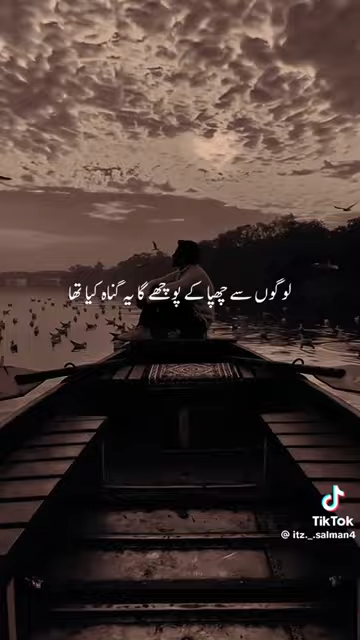 لوگوں سے چھپا کے پوچھے گا یہ گناہ کیا تھا
TikTok
@ itz._.salman4